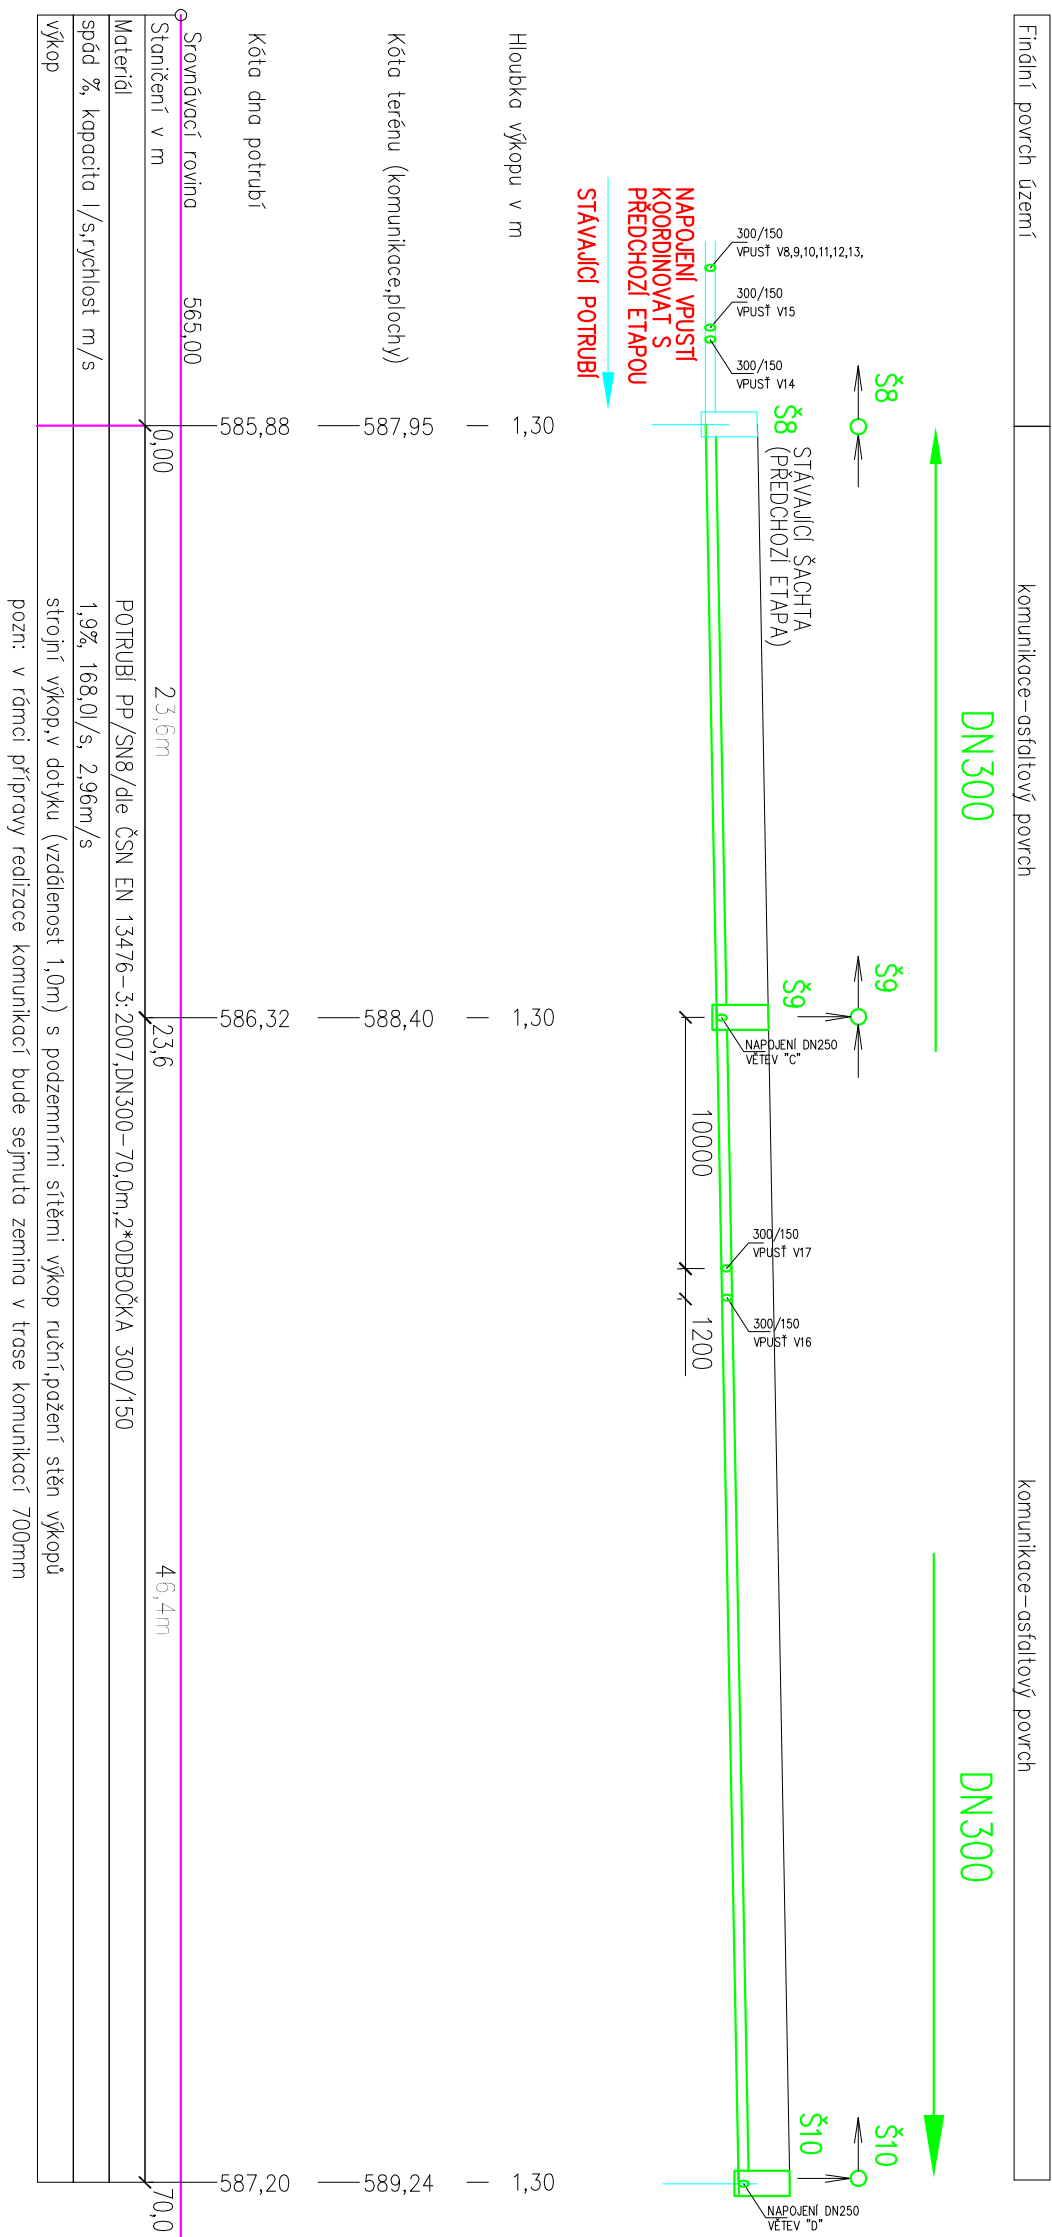 Finální povrch území
komunikace-asfaltový povrch
komunikace-asfaltový povrch
DN300
DN300
Š8
Š9
Š10
Š8
STÁVAJÍCÍ ŠACHTA
(PŘEDCHOZÍ ETAPA)
Š9
Š10
300/150
VPUSŤ V8,9,10,11,12,13,
300/150
VPUSŤ V15
300/150
VPUSŤ V14
NAPOJENÍ DN250
VĚTEV "C"
300/150
VPUSŤ V17
300/150
VPUSŤ V16
NAPOJENÍ DN250
VĚTEV "D"
10000
1200
NAPOJENÍ VPUSTÍ
KOORDINOVAT S
PŘEDCHOZÍ ETAPOU
STÁVAJÍCÍ POTRUBÍ
Hloubka výkopu v m
1,30
1,30
1,30
Kóta terénu (komunikace,plochy)
587,95
588,40
589,24
Kóta dna potrubí
585,88
586,32
587,20
Srovnávací rovina 565,00
Staničení v m
0,00
23,6m
23,6
46,4m
70,0
Materiál
POTRUBÍ PP/SN8/dle ČSN EN 13476-3:2007,DN300-70,0m,2*ODBOČKA 300/150
spád %, kapacita l/s,rychlost m/s
1,9%, 168,0l/s, 2,96m/s
výkop
strojní výkop,v dotyku (vzdálenost 1,0m) s podzemními sítěmi výkop ruční,pažení stěn výkopů
pozn: v rámci přípravy realizace komunikací bude sejmuta zemina v trase komunikací 700mm